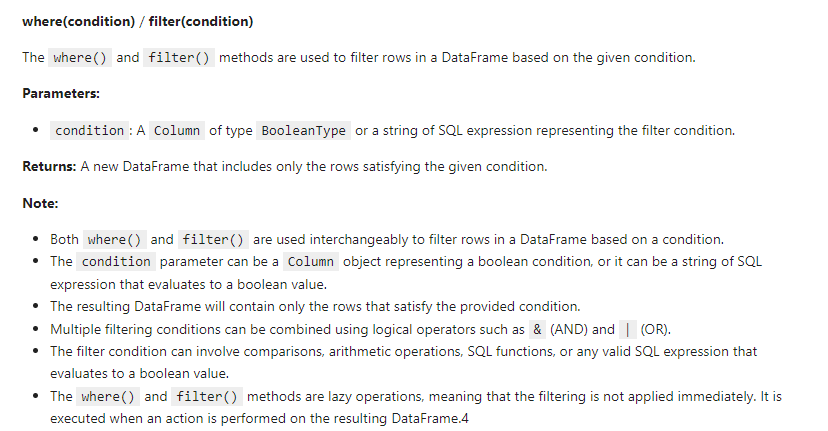 where(condition) / filter(condition)
The where() and filter() methods are used to filter rows in a DataFrame based on the given condition.
Parameters:
• condition : A Column of type BooleanType or a string of SQL expression representing the filter condition.
Returns: A new DataFrame that includes only the rows satisfying the given condition.
Note:
• Both where() and filter() are used interchangeably to filter rows in a DataFrame based on a condition.
• The condition parameter can be a Column object representing a boolean condition, or it can be a string of SQL
expression that evaluates to a boolean value.
• The resulting DataFrame will contain only the rows that satisfy the provided condition.
• Multiple filtering conditions can be combined using logical operators such as & (AND) and | (OR).
• The filter condition can involve comparisons, arithmetic operations, SQL functions, or any valid SQL expression that
evaluates to a boolean value.
• The where() and filter() methods are lazy operations, meaning that the filtering is not applied immediately. It is
executed when an action is performed on the resulting DataFrame.4